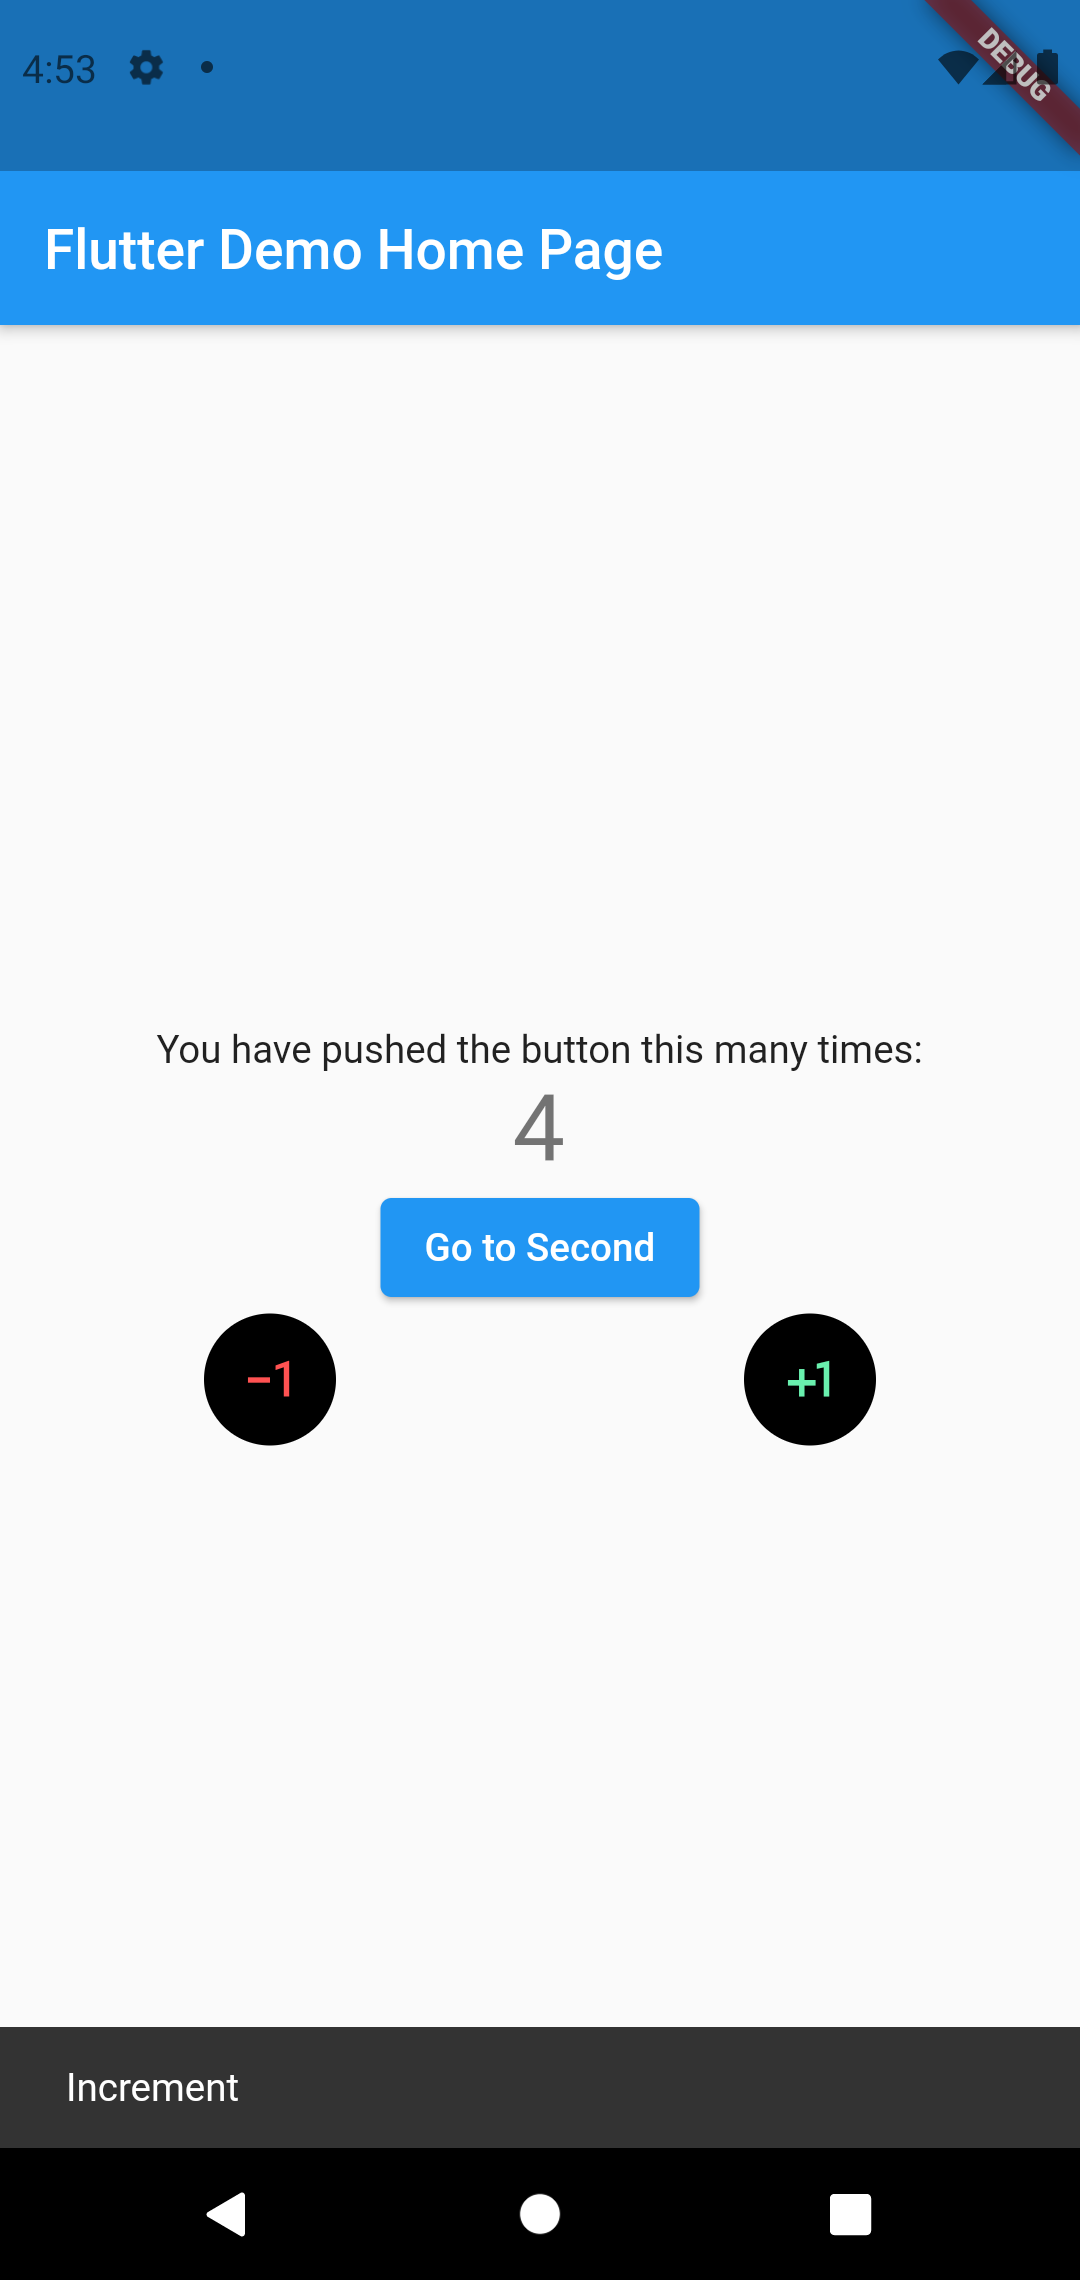 4:53
DEBUG
Flutter Demo Home Page
You have pushed the button this many times:
4
Go to Second
−1 +1
Increment